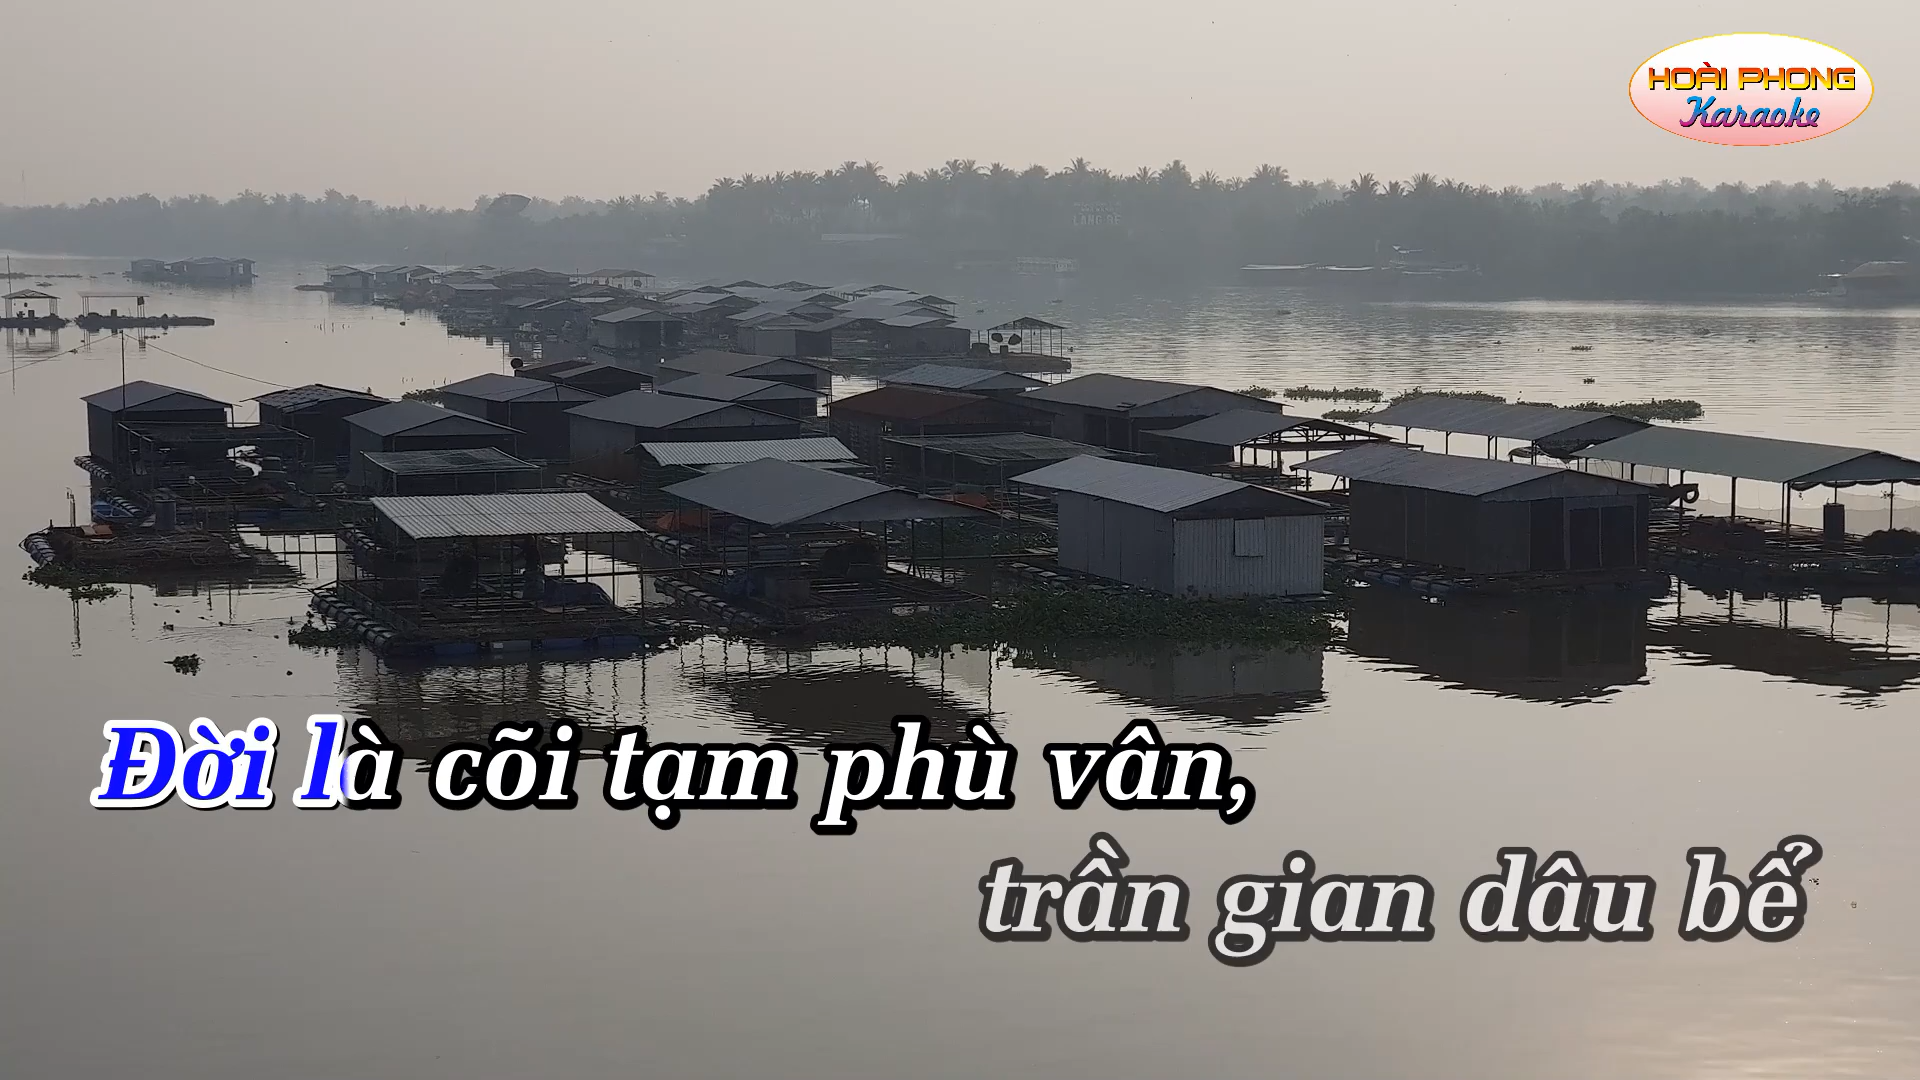 HOÀI PHONG
Karaoke
Đời là cõi tạm phù vân,
trần gian dâu bể